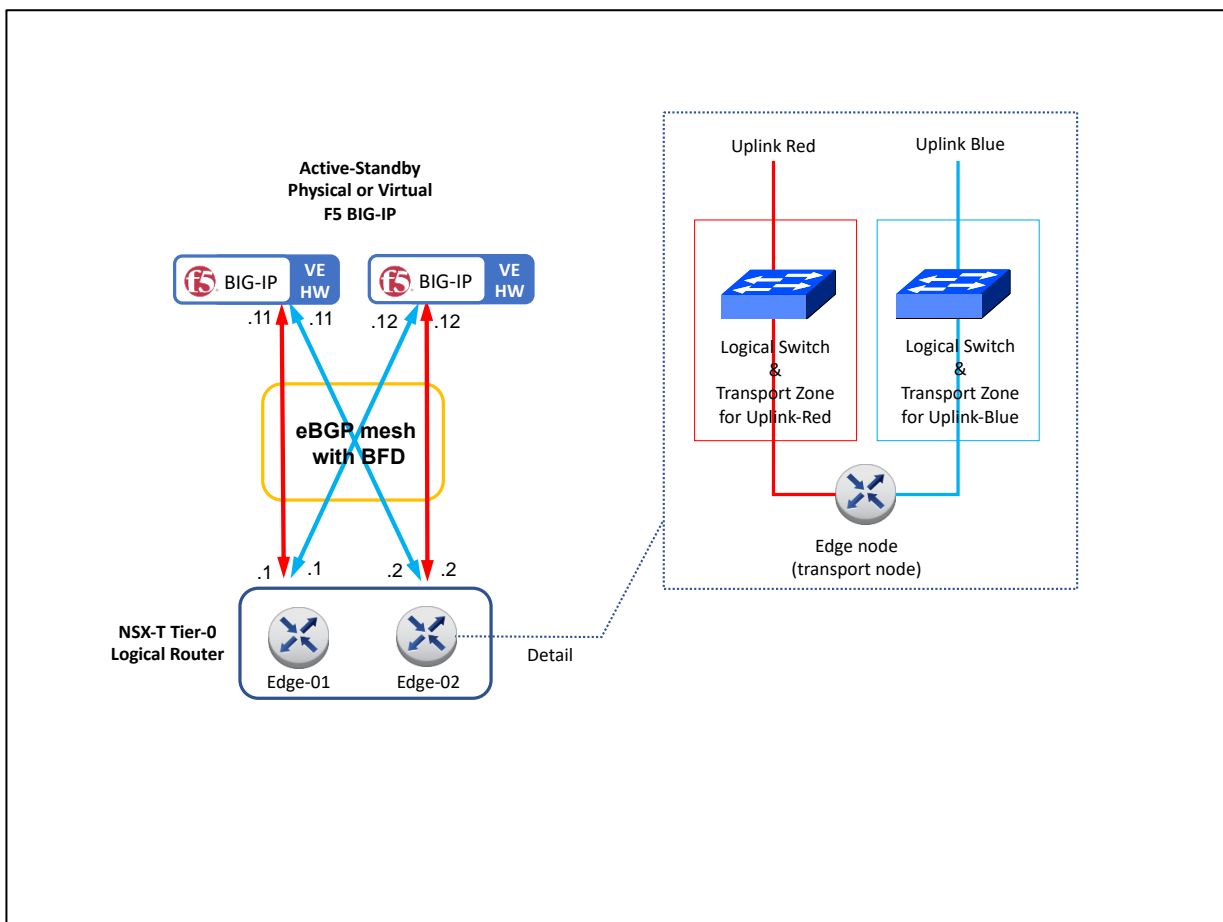 Active-Standby
Physical or Virtual
F5 BIG-IP
f5 BIG-IP
VE
HW
f5 BIG-IP
VE
HW
.11
.11
.12
.12
eBGP mesh
with BFD
.1
.1
.2
.2
NSX-T Tier-0
Logical Router
Edge-01
Edge-02
Detail
Uplink Red
Uplink Blue
Logical Switch
&
Transport Zone
for Uplink-Red
Logical Switch
&
Transport Zone
for Uplink-Blue
Edge node
(transport node)